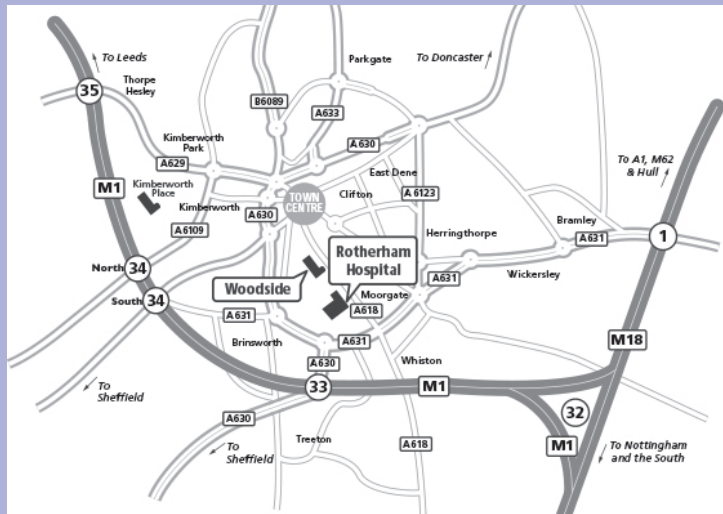 To Leeds
Parkgate
To Doncaster
Thorpe
Hesley
35
B6089
A633
Kimberworth
Park
A630
A629
M1
Kimberworth
Place
East Dene
To A1, M62
& Hull
Kimberworth
TOWN
CENTRE
Clifton
A 6123
A630
Bramley
A6109
Herringthorpe
A631
1
North
34
Rotherham
Hospital
Wickersley
South
34
Woodside
Moorgate
A631
A618
A631
Brinsworth
A631
M18
A630
Whiston
To
Sheffield
33
M1
32
A630
To
Sheffield
Treeton
A618
M1
To Nottingham
and the South